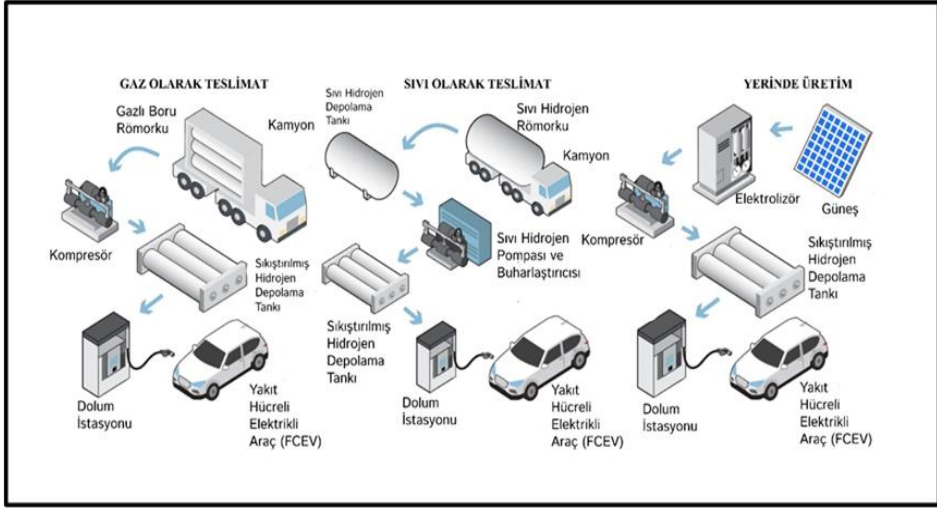 GAZ OLARAK TESLİMAT
Gazlı Boru
Römorku
Kamyon
Kompresör
Sıkıştırılmış
Hidrojen
Depolama
Tankı
Dolum
İstasyonu
Yakıt
Hücreli
Elektrikli
Araç (FCEV)
SIVI OLARAK TESLİMAT
Sıvı Hidrojen
Depolama
Tankı
Sıvı Hidrojen
Römorku
Kamyon
Sıvı Hidrojen
Pompası ve
Buharlaştırıcısı
Sıkıştırılmış
Hidrojen
Depolama
Tankı
Dolum
İstasyonu
Yakıt
Hücreli
Elektrikli
Araç (FCEV)
YERİNDE ÜRETİM
Elektrolizör
Güneş
Kompresör
Sıkıştırılmış
Hidrojen
Depolama
Tankı
Dolum
İstasyonu
Yakıt
Hücreli
Elektrikli
Araç (FCEV)